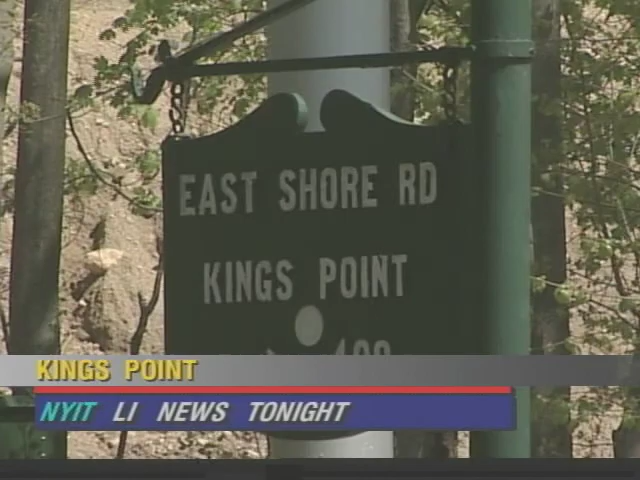 EAST SHORE RD
KINGS POINT
KINGS POINT
NYIT LI NEWS TONIGHT